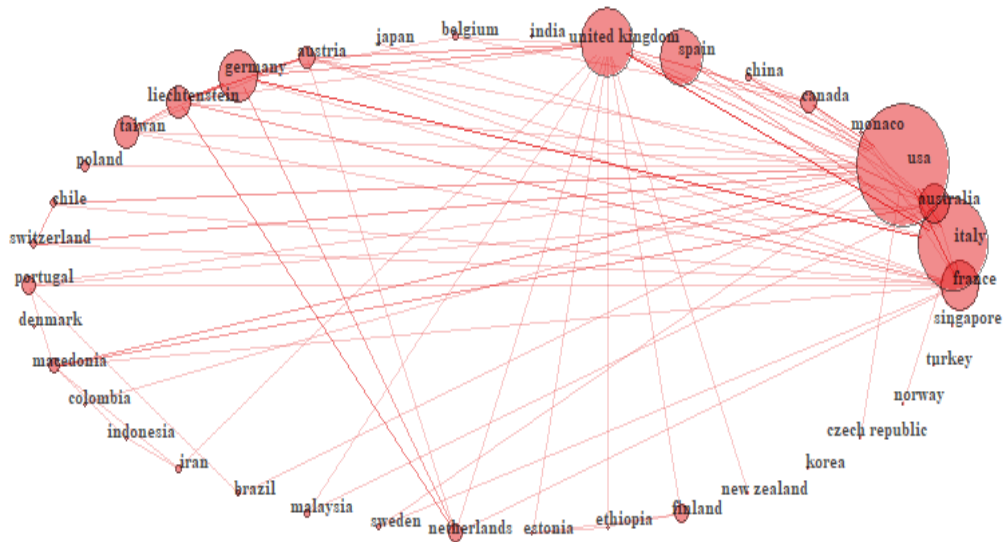 belgium
india
japan
united kingdom
austria
spain
germany
china
liechtenstein
canada
taiwan
monaco
poland
usa
chile
australia
switzerland
italy
portugal
france
denmark
singapore
macedonia
turkey
colombia
norway
indonesia
czech republic
iran
korea
brazil
new zealand
malaysia
finland
sweden
netherlands
estonia
ethiopia